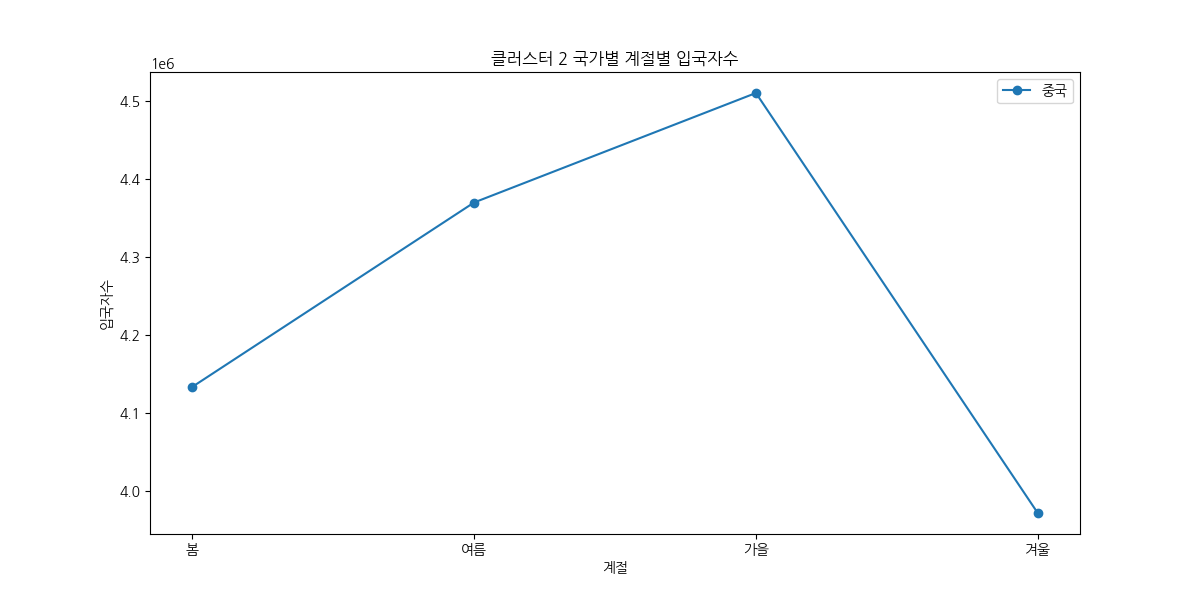 클러스터 2 국가별 계절별 입국자수
1e6
중국
4.5
4.4
4.3
4.2
4.1
4.0
입국자수
봄 여름 가을 겨울
계절